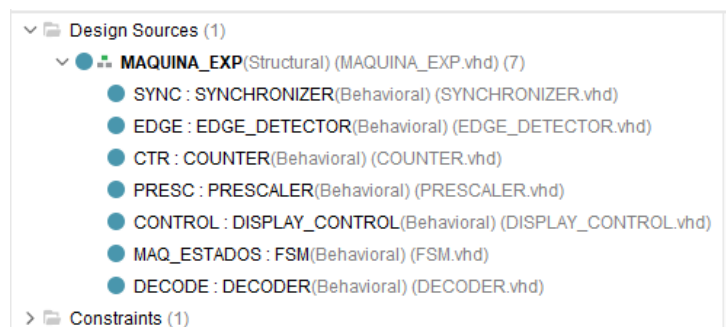 Design Sources (1)
MAQUINA_EXP(Structural) (MAQUINA_EXP.vhd) (7)
SYNC : SYNCHRONIZER(Behavioral) (SYNCHRONIZER.vhd)
EDGE : EDGE_DETECTOR(Behavioral) (EDGE_DETECTOR.vhd)
CTR : COUNTER(Behavioral) (COUNTER.vhd)
PRESC : PRESCALER(Behavioral) (PRESCALER.vhd)
CONTROL : DISPLAY_CONTROL(Behavioral) (DISPLAY_CONTROL.vhd)
MAQ_ESTADOS : FSM(Behavioral) (FSM.vhd)
DECODE : DECODER(Behavioral) (DECODER.vhd)
Constraints (1)